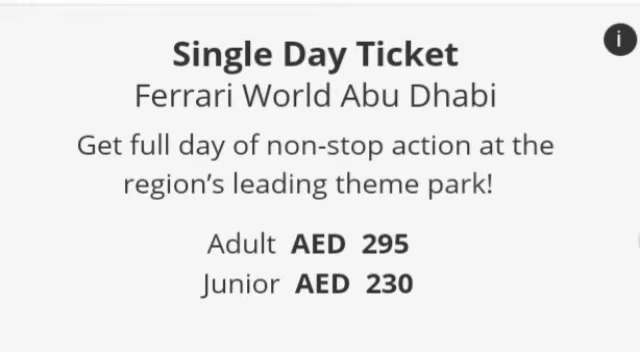 Single Day Ticket
i
Ferrari World Abu Dhabi
Get full day of non-stop action at the
region's leading theme park!
Adult AED 295
Junior AED 230